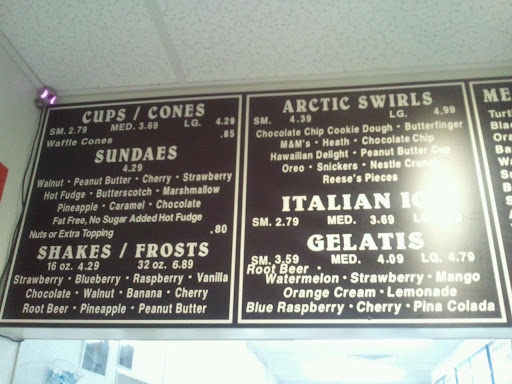 CUPS / CONES
SM. 2.79 MED. 3.69 LG. 4.29
Waffle Cones .85
SUNDAES
4.29
Walnut • Peanut Butter • Cherry • Strawberry
Hot Fudge • Butterscotch • Marshmallow
Pineapple • Caramel • Chocolate
Fat Free, No Sugar Added Hot Fudge
Nuts or Extra Topping .80
SHAKES / FROSTS
16 oz. 4.29 32 oz. 6.89
Strawberry • Blueberry • Raspberry • Vanilla
Chocolate • Walnut • Banana • Cherry
Root Beer • Pineapple • Peanut Butter
ARCTIC SWIRLS
SM. 4.39 LG. 4.99
Chocolate Chip Cookie Dough • Butterfinger
M&M's • Heath • Chocolate Chip
Hawaiian Delight • Peanut Butter Cup
Oreo • Snickers • Nestle Crunch
Reese's Pieces
ITALIAN
SM. 2.79 MED. 3.69
GELATIS
SM. 3.59 MED. 4.09 LG. 4.79
Root Beer •
Watermelon • Strawberry • Mango
Orange Cream • Lemonade
Blue Raspberry • Cherry • Pina Colada